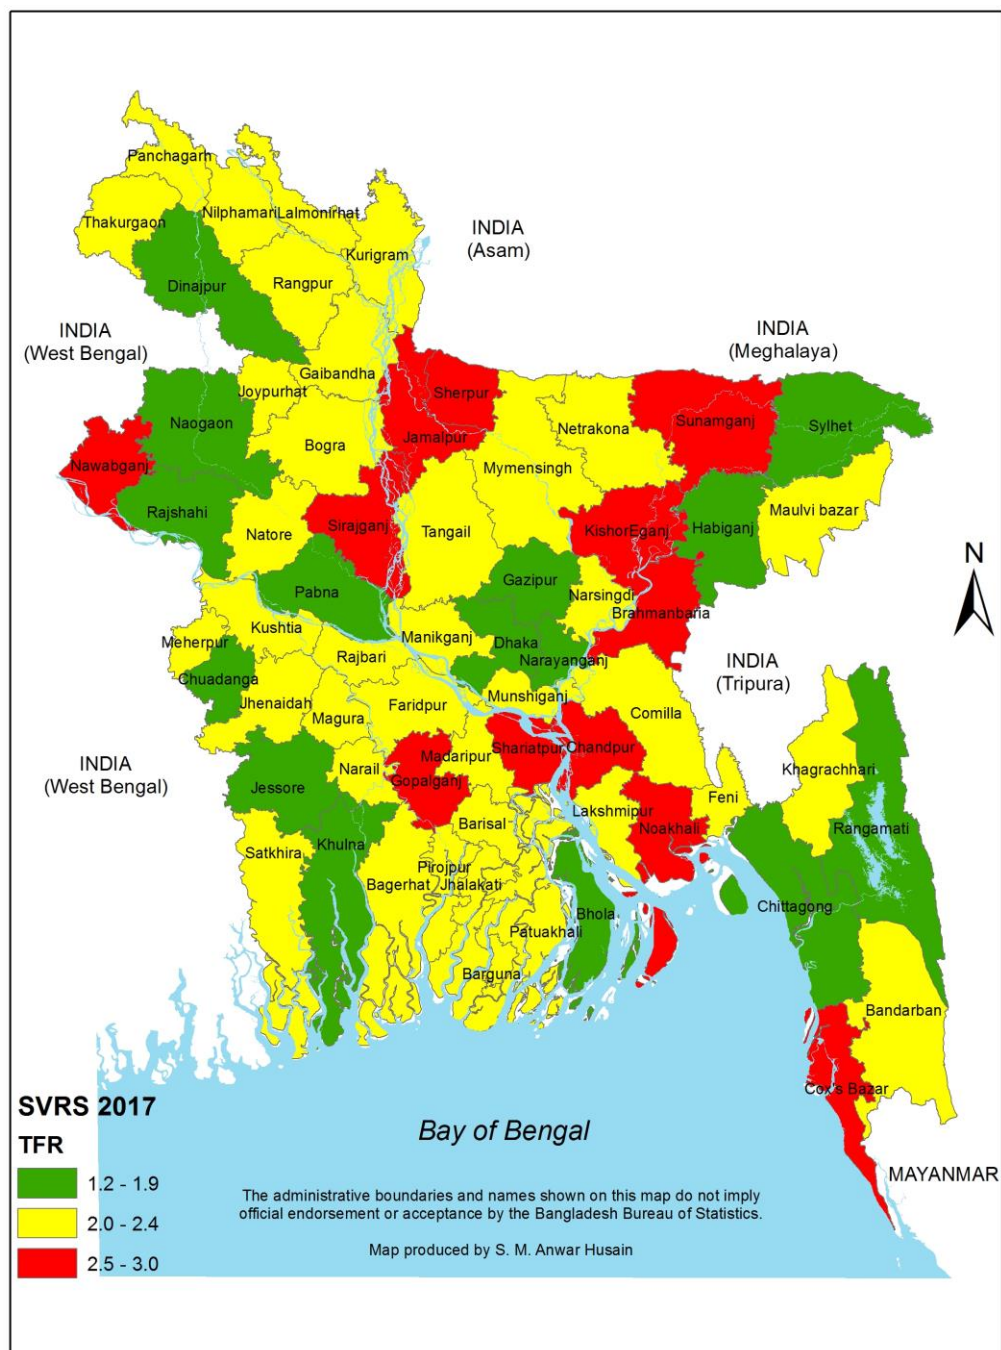 Panchagarh
Thakurgaon
Nilphamari
Lalmonirhat
Kurigram
INDIA
(Asam)
Dinajpur
Rangpur
INDIA
(West Bengal)
INDIA
(Meghalaya)
Gaibandha
Joypurhat
Sherpur
Naogaon
Bogra
Jamalpur
Netrakona
Sunamganj
Sylhet
Nawabganj
Mymensingh
Rajshahi
Natore
Sirajganj
Tangail
KishorEganj
Habiganj
Maulvi bazar
Pabna
Gazipur
Narsingdi
Brahmanbaria
N
Kushtia
Meherpur
Manikganj
Dhaka
Narayanganj
Rajbari
INDIA
(Tripura)
Chuadanga
Jhenaidah
Magura
Faridpur
Munshiganj
Comilla
INDIA
(West Bengal)
Narail
Madaripur
Shariatpur
Chandpur
Khagrachhari
Jessore
Gopalganj
Lakshmipur
Feni
Noakhali
Rangamati
Satkhira
Khulna
Barisal
Pirojpur
Bagerhat
Jhalakati
Bhola
Chittagong
Patuakhali
Barguna
Bandarban
Cox's Bazar
SVRS 2017
TFR
1.2 - 1.9
2.0 - 2.4
2.5 - 3.0
Bay of Bengal
MAYANMAR
The administrative boundaries and names shown on this map do not imply
official endorsement or acceptance by the Bangladesh Bureau of Statistics.
Map produced by S. M. Anwar Husain